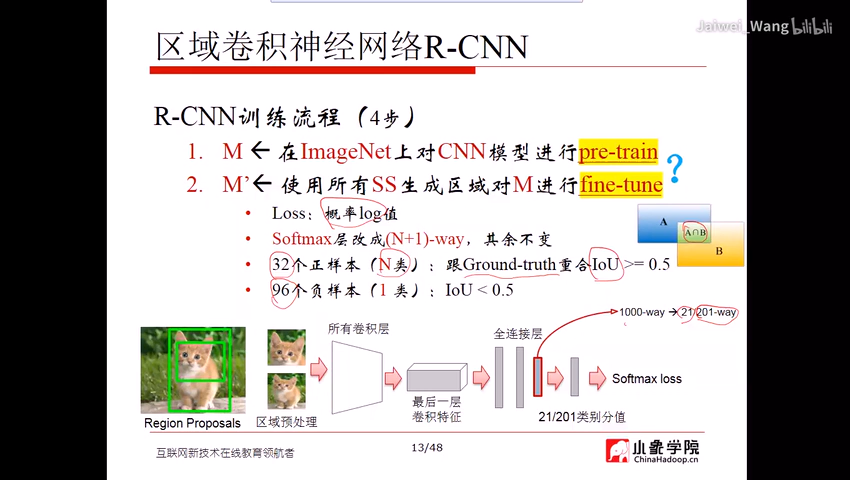 Jaiwei_Wang bilibili
区域卷积神经网络R-CNN
R-CNN训练流程（4步）
1. M ← 在ImageNet上对CNN模型进行pre-train
2. M’← 使用所有SS生成区域对M进行fine-tune
?
• Loss：概率log值
• Softmax层改成(N+1)-way，其余不变
• 32个正样本（N类）：跟Ground-truth重合IoU >= 0.5
• 96个负样本（1 类）：IoU < 0.5
A
A∩B
B
1000-way → 21/201-way
所有卷积层
全连接层
Softmax loss
最后一层
卷积特征
Region Proposals
区域预处理
21/201类别分值
互联网新技术在线教育领航者
13/48
小象学院
ChinaHadoop.cn